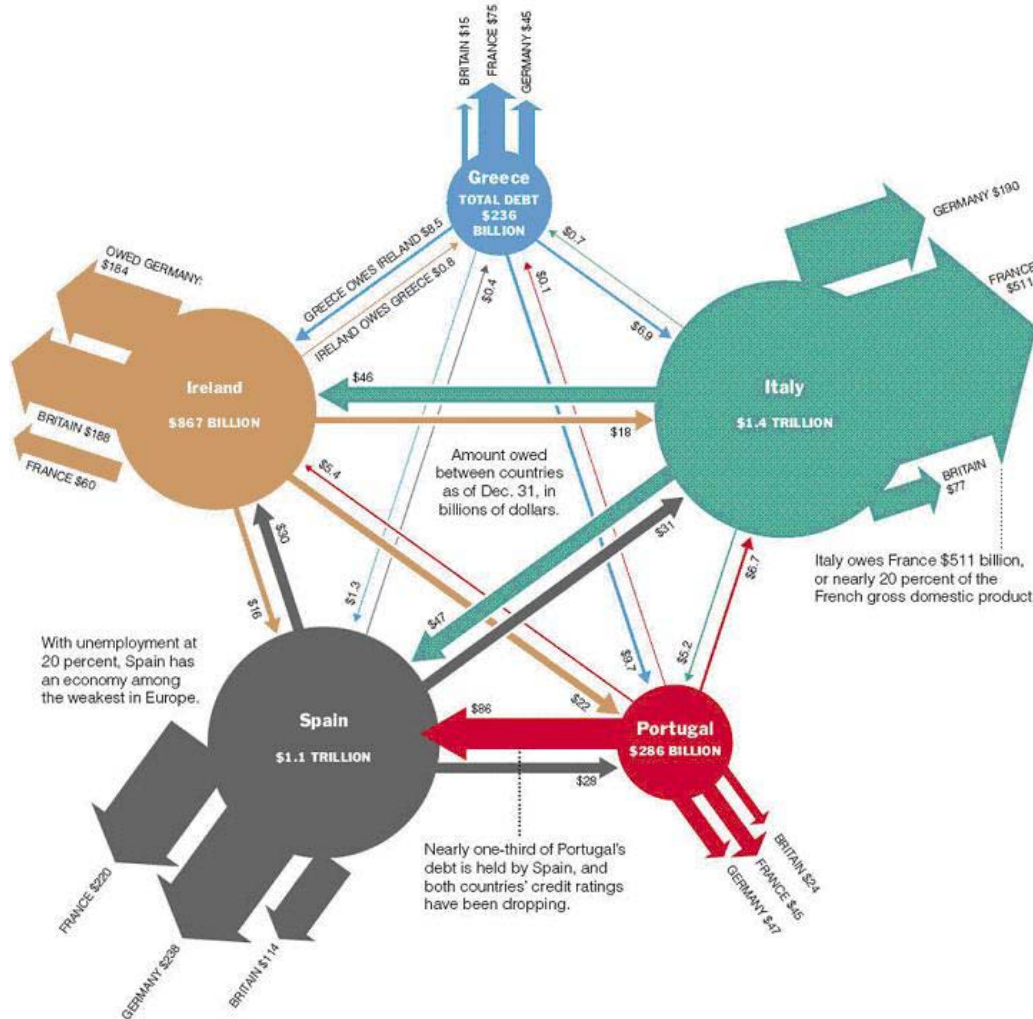 BRITAIN $15
FRANCE $75
GERMANY $45
Greece
TOTAL DEBT
$236
BILLION
GREECE OWES IRELAND $8.5
IRELAND OWES GREECE $0.8
$0.4
$0.1
$0.7
$6.9
GERMANY $190
FRANCE
$511
OWED GERMANY:
$184
Ireland
$867 BILLION
BRITAIN $188
FRANCE $60
$46
$18
Italy
$1.4 TRILLION
BRITAIN
$77
$5.4
Amount owed
between countries
as of Dec. 31, in
billions of dollars.
$30
$16
$1.3
$31
$47
$6.7
$5.2
$9.7
$22
Italy owes France $511 billion,
or nearly 20 percent of the
French gross domestic product
With unemployment at
20 percent, Spain has
an economy among
the weakest in Europe.
Spain
$1.1 TRILLION
$86
$28
Portugal
$286 BILLION
Nearly one-third of Portugal's
debt is held by Spain, and
both countries' credit ratings
have been dropping.
BRITAIN $24
FRANCE $45
GERMANY $47
FRANCE $220
GERMANY $238
BRITAIN $114